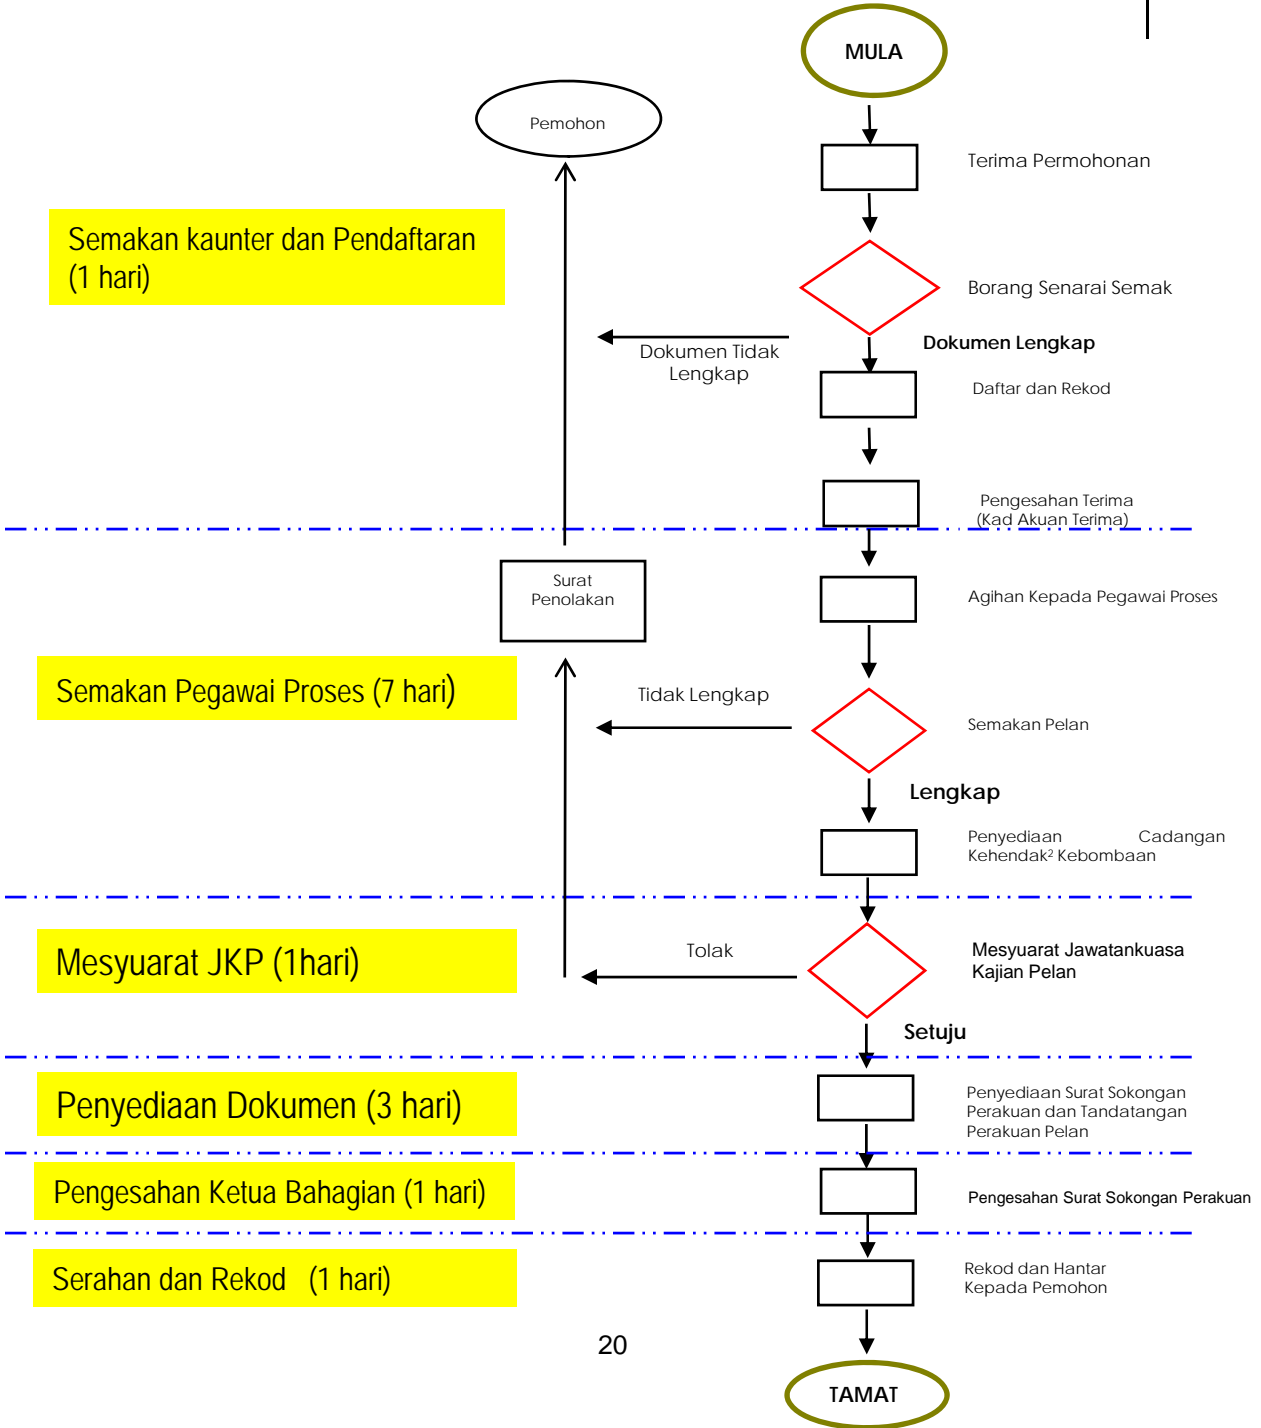 MULA
Pemohon
Terima Permohonan
Semakan kaunter dan Pendaftaran
(1 hari)
Borang Senarai Semak
Dokumen Lengkap
Dokumen Tidak
Lengkap
Daftar dan Rekod
Pengesahan Terima
(Kad Akuan Terima)
Surat
Penolakan
Agihan Kepada Pegawai Proses
Semakan Pegawai Proses (7 hari)
Tidak Lengkap
Semakan Pelan
Lengkap
Penyediaan Cadangan
Kehendak² Kebombaan
Mesyuarat JKP (1hari)
Tolak
Mesyuarat Jawatankuasa
Kajian Pelan
Setuju
Penyediaan Dokumen (3 hari)
Penyediaan Surat Sokongan
Perakuan dan Tandatangan
Perakuan Pelan
Pengesahan Ketua Bahagian (1 hari)
Pengesahan Surat Sokongan Perakuan
Serahan dan Rekod (1 hari)
Rekod dan Hantar
Kepada Pemohon
20
TAMAT